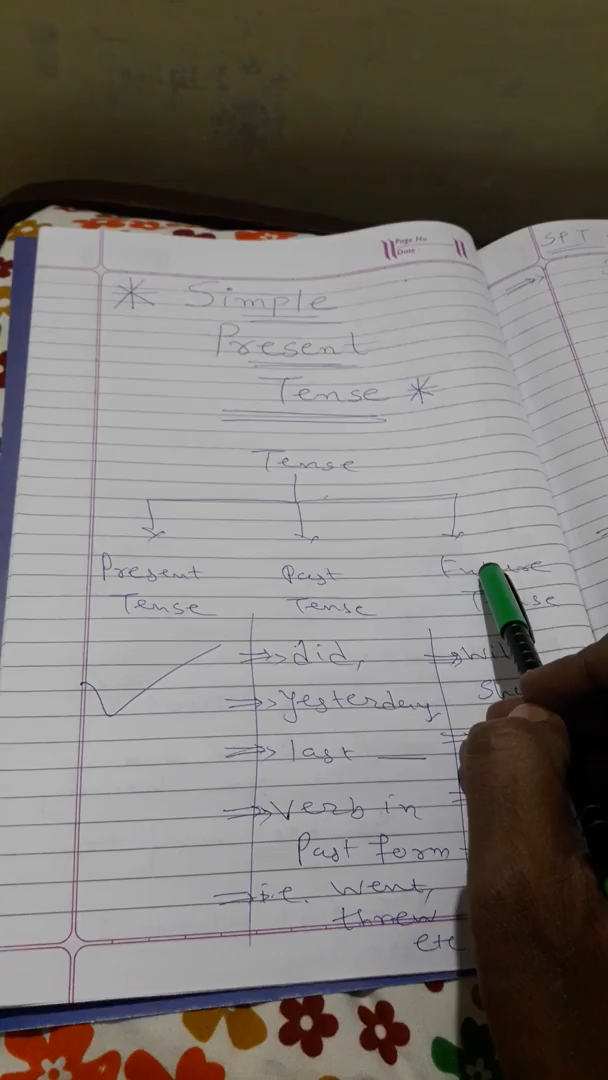 Page No
Date
SPT
* Simple
Present
Tense *
Tense
Present Tense
Past Tense
Future
⇒ did,
⇒ Yesterday
⇒ last —
⇒ Verb in
Past form
⇒ i.e. Went,
threw
etc